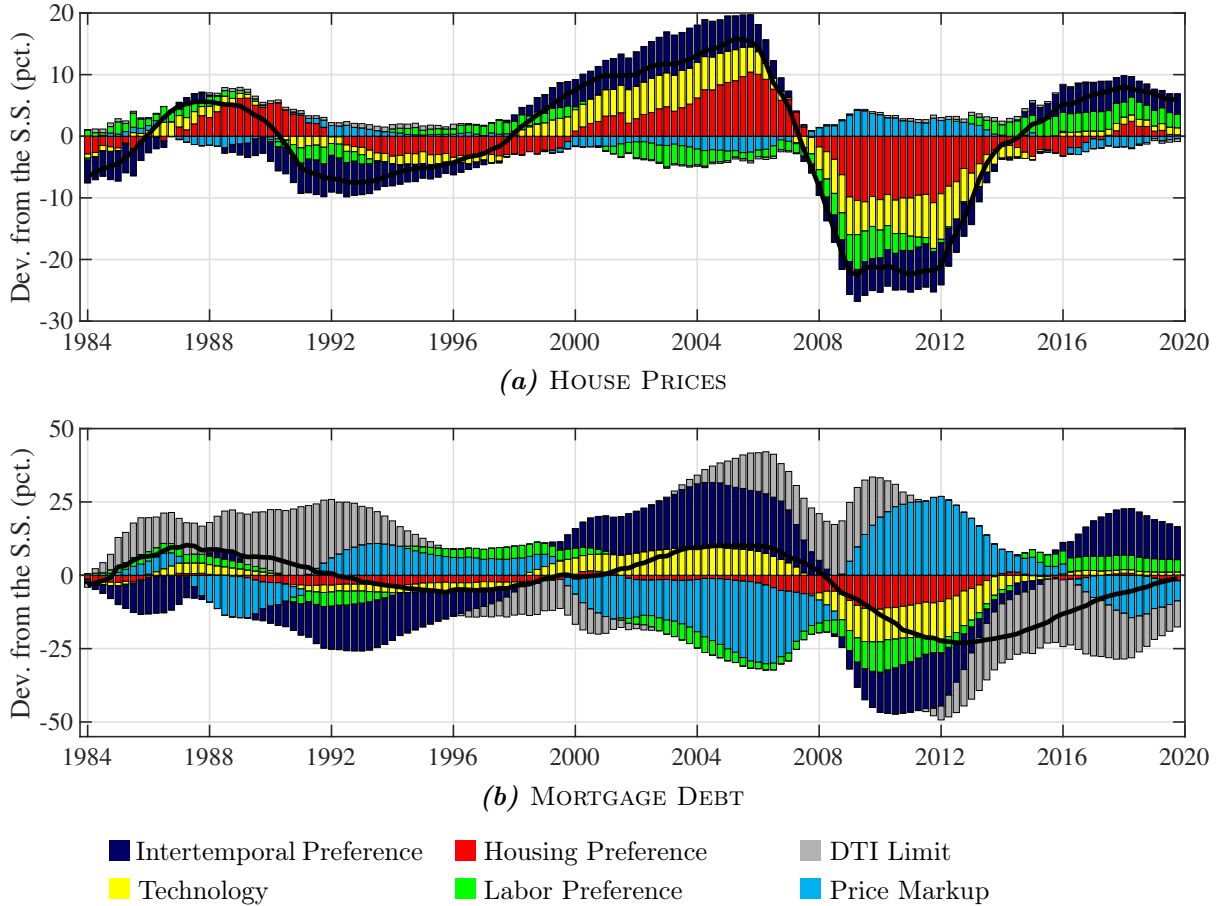 Dev. from the S.S. (pct.)
20
10
0
-10
-20
-30
1984 1988 1992 1996 2000 2004 2008 2012 2016 2020
(a) HOUSE PRICES
Dev. from the S.S. (pct.)
50
25
0
-25
-50
1984 1988 1992 1996 2000 2004 2008 2012 2016 2020
(b) MORTGAGE DEBT
Intertemporal Preference Housing Preference DTI Limit
Technology Labor Preference Price Markup